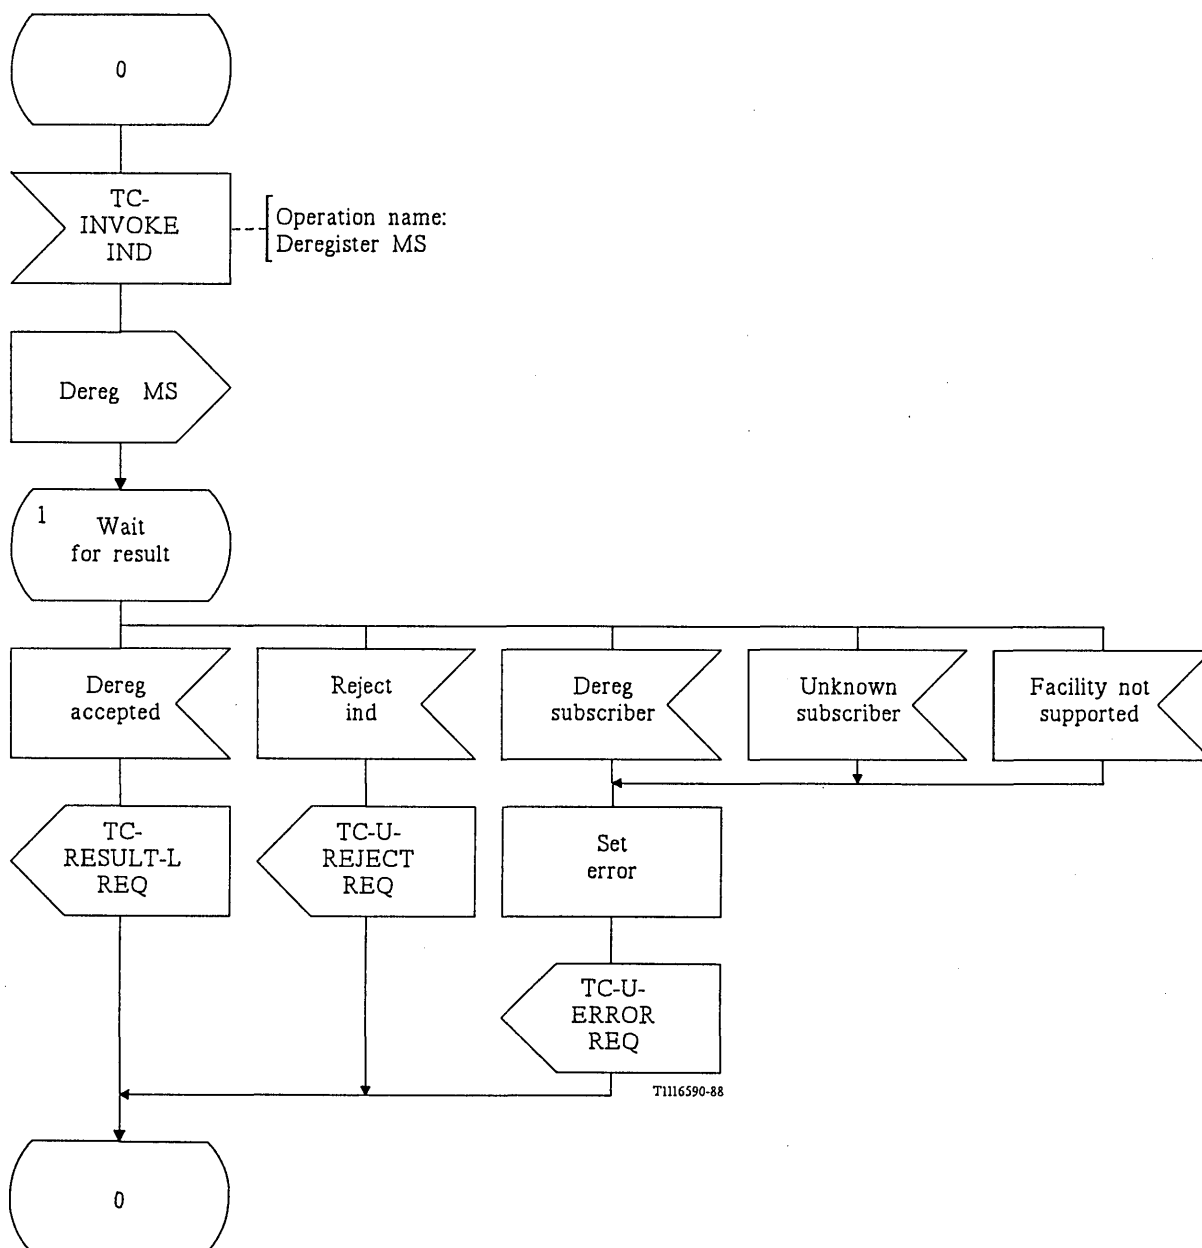 0
TC-
INVOKE
IND
Operation name:
Deregister MS
Dereg MS
1
Wait
for result
Dereg
accepted
Reject
ind
Dereg
subscriber
Unknown
subscriber
Facility not
supported
TC-
RESULT-L
REQ
TC-U-
REJECT
REQ
Set
error
TC-U-
ERROR
REQ
T1116590-88
0